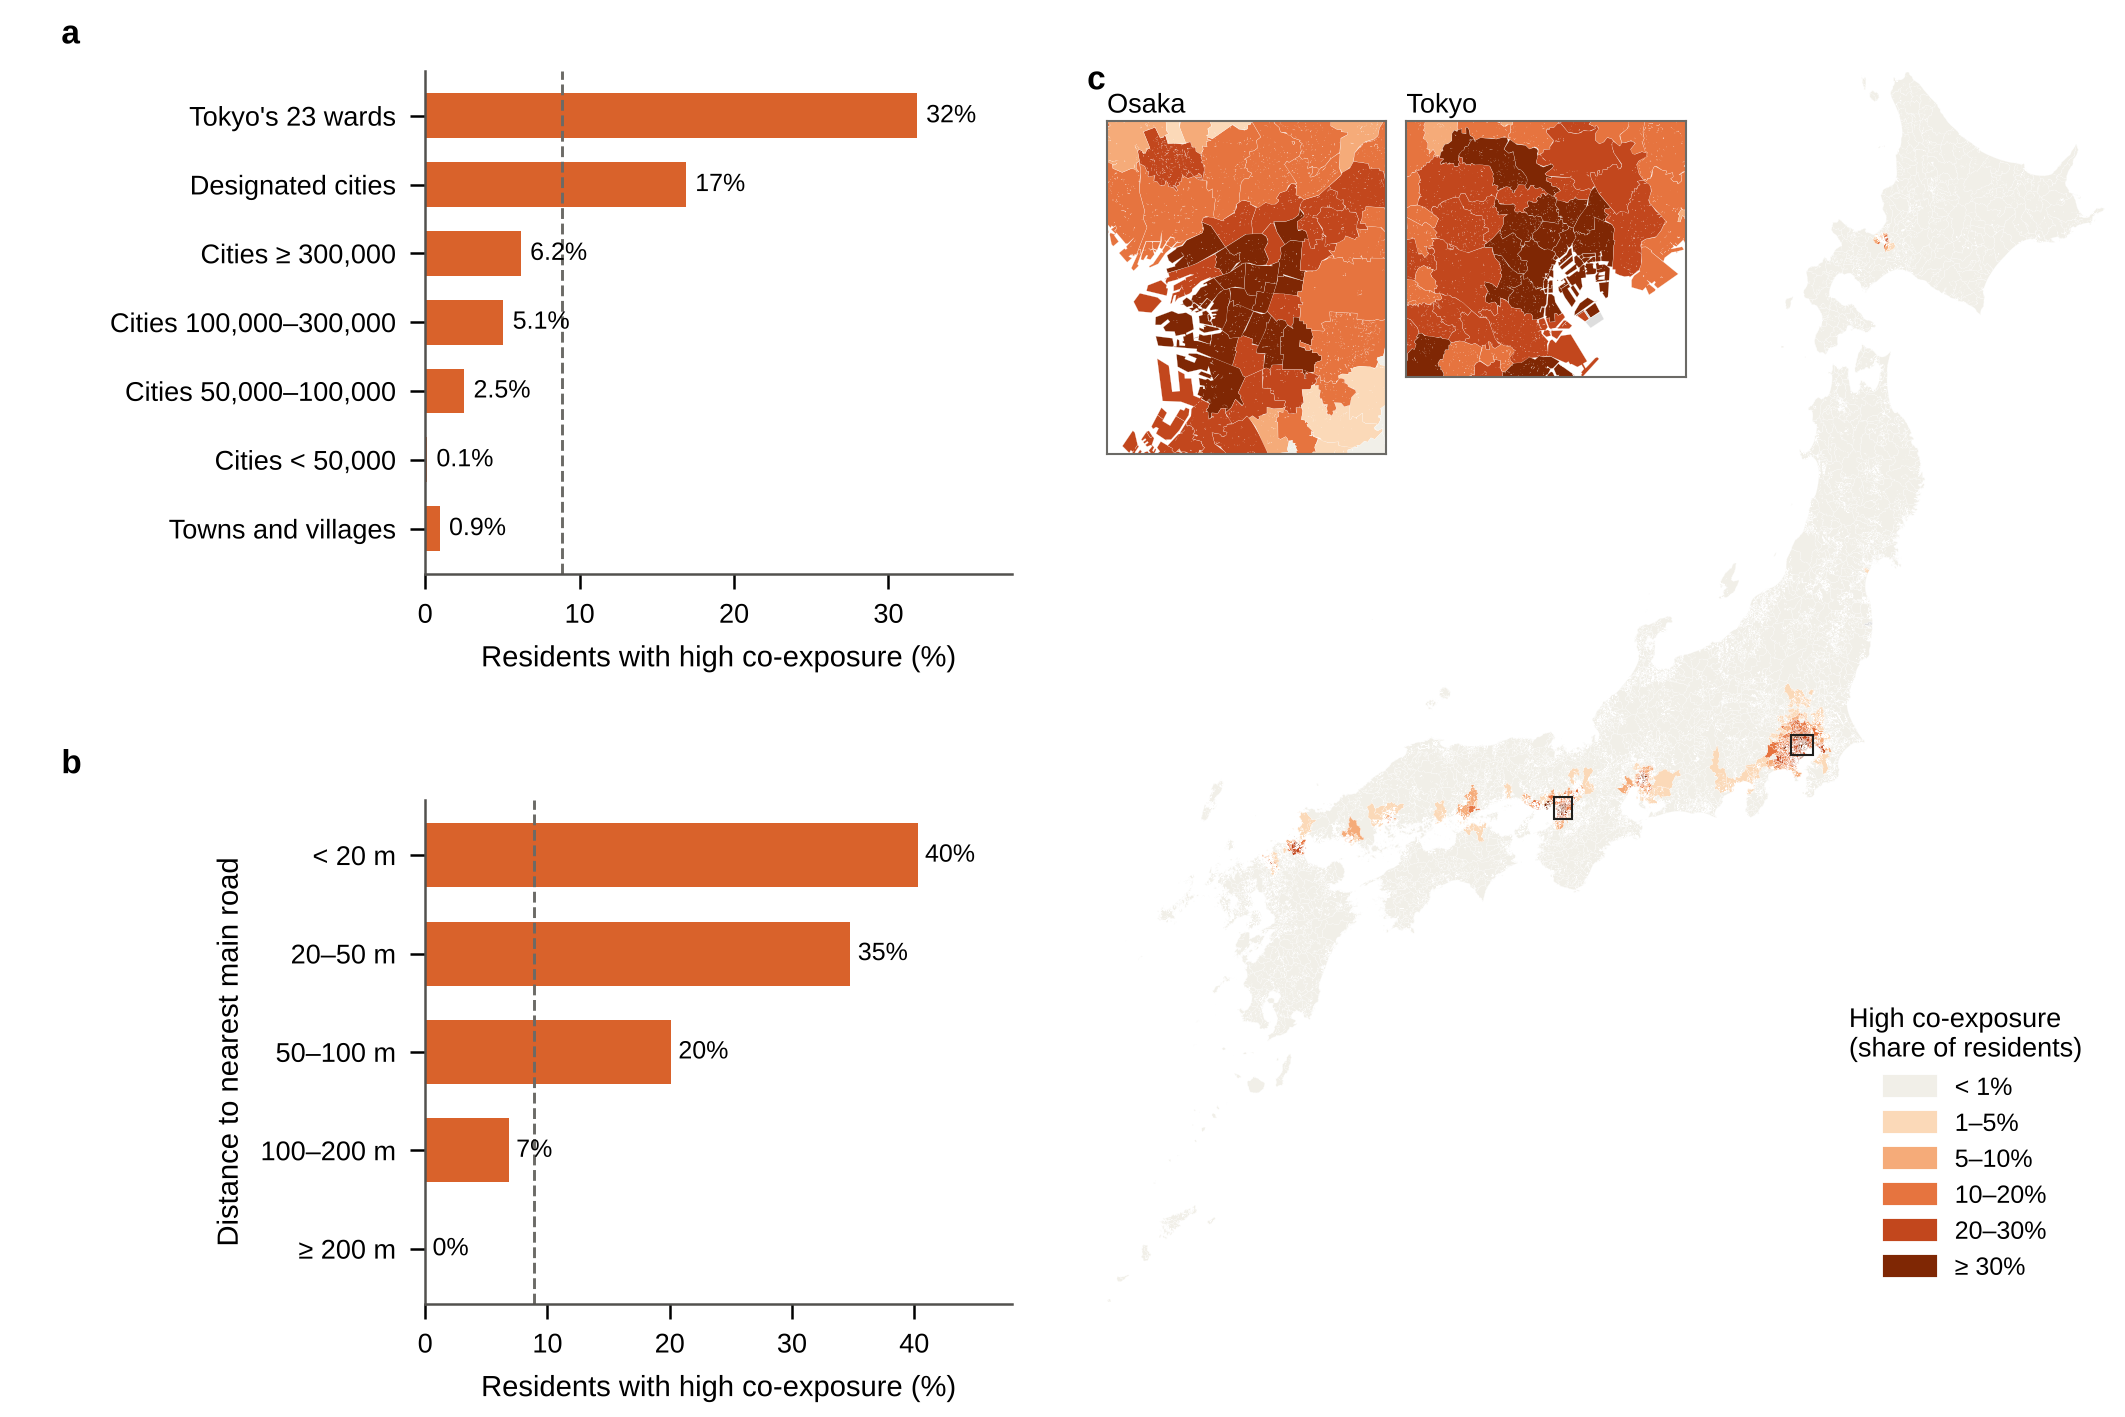 a
Tokyo's 23 wards
32%
Designated cities
17%
Cities ≥ 300,000
6.2%
Cities 100,000–300,000
5.1%
Cities 50,000–100,000
2.5%
Cities < 50,000
0.1%
Towns and villages
0.9%
0 10 20 30
Residents with high co-exposure (%)
b
Distance to nearest main road
< 20 m
40%
20–50 m
35%
50–100 m
20%
100–200 m
7%
≥ 200 m
0%
0 10 20 30 40
Residents with high co-exposure (%)
c
Osaka
Tokyo
High co-exposure
(share of residents)
< 1%
1–5%
5–10%
10–20%
20–30%
≥ 30%